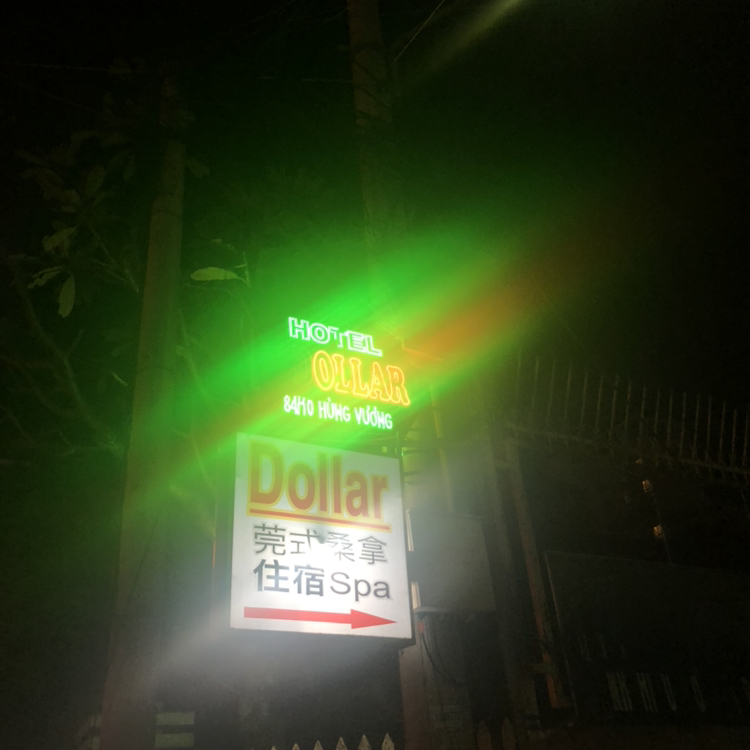 HOTEL
OLLAR
84/10 HÙNG VƯƠNG
Dollar
莞式桑拿
住宿Spa